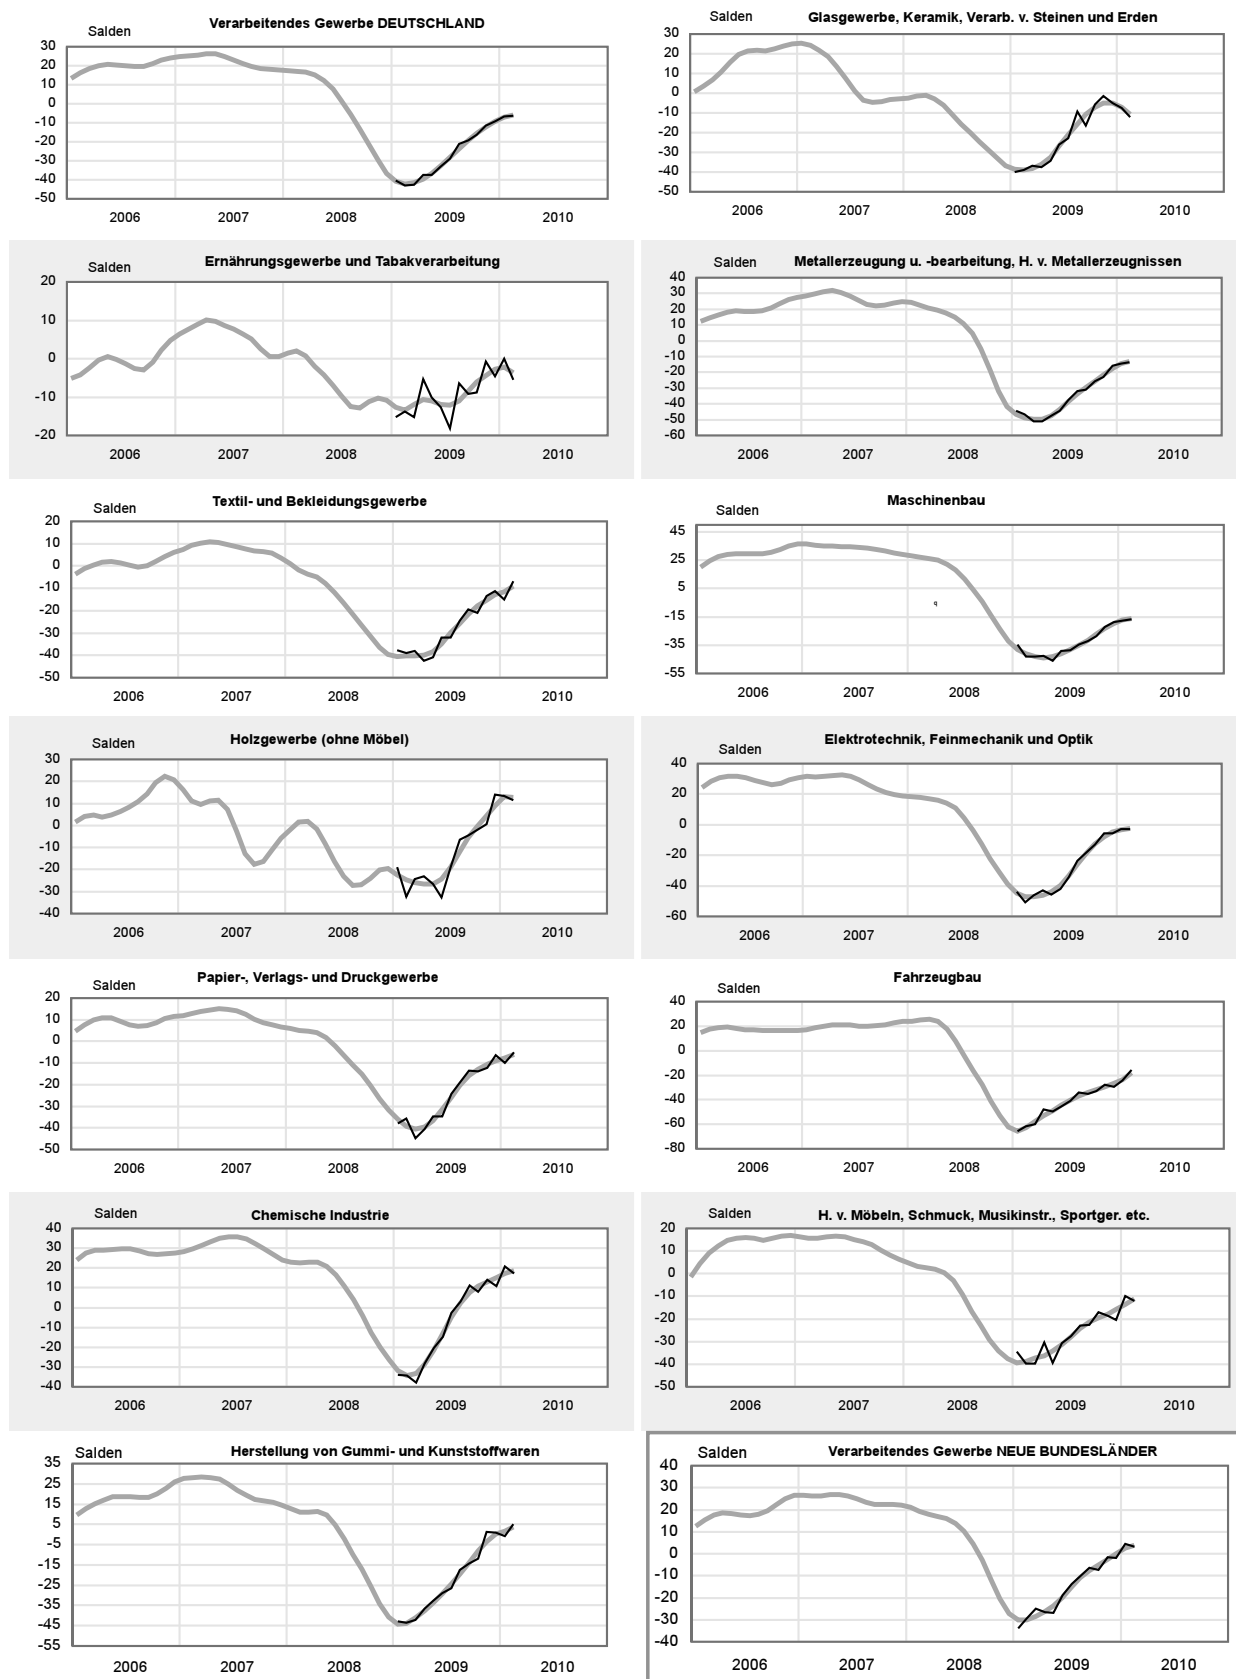 Verarbeitendes Gewerbe DEUTSCHLAND
Salden
30
20
10
0
-10
-20
-30
-40
-50
2006 2007 2008 2009 2010
Glasgewerbe, Keramik, Verarb. v. Steinen und Erden
Salden
30
20
10
0
-10
-20
-30
-40
-50
2006 2007 2008 2009 2010
Ernährungsgewerbe und Tabakverarbeitung
Salden
20
10
0
-10
-20
2006 2007 2008 2009 2010
Metallerzeugung u. -bearbeitung, H. v. Metallerzeugnissen
Salden
40
30
20
10
0
-10
-20
-30
-40
-50
-60
2006 2007 2008 2009 2010
Textil- und Bekleidungsgewerbe
Salden
20
10
0
-10
-20
-30
-40
-50
2006 2007 2008 2009 2010
Maschinenbau
Salden
45
25
5
q
-15
-35
-55
2006 2007 2008 2009 2010
Holzgewerbe (ohne Möbel)
Salden
30
20
10
0
-10
-20
-30
-40
2006 2007 2008 2009 2010
Elektrotechnik, Feinmechanik und Optik
Salden
40
20
0
-20
-40
-60
2006 2007 2008 2009 2010
Papier-, Verlags- und Druckgewerbe
Salden
20
10
0
-10
-20
-30
-40
-50
2006 2007 2008 2009 2010
Fahrzeugbau
Salden
40
20
0
-20
-40
-60
-80
2006 2007 2008 2009 2010
Chemische Industrie
Salden
40
30
20
10
0
-10
-20
-30
-40
2006 2007 2008 2009 2010
H. v. Möbeln, Schmuck, Musikinstr., Sportger. etc.
Salden
20
10
0
-10
-20
-30
-40
-50
2006 2007 2008 2009 2010
Herstellung von Gummi- und Kunststoffwaren
Salden
35
25
15
5
-5
-15
-25
-35
-45
-55
2006 2007 2008 2009 2010
Verarbeitendes Gewerbe NEUE BUNDESLÄNDER
Salden
40
30
20
10
0
-10
-20
-30
-40
2006 2007 2008 2009 2010